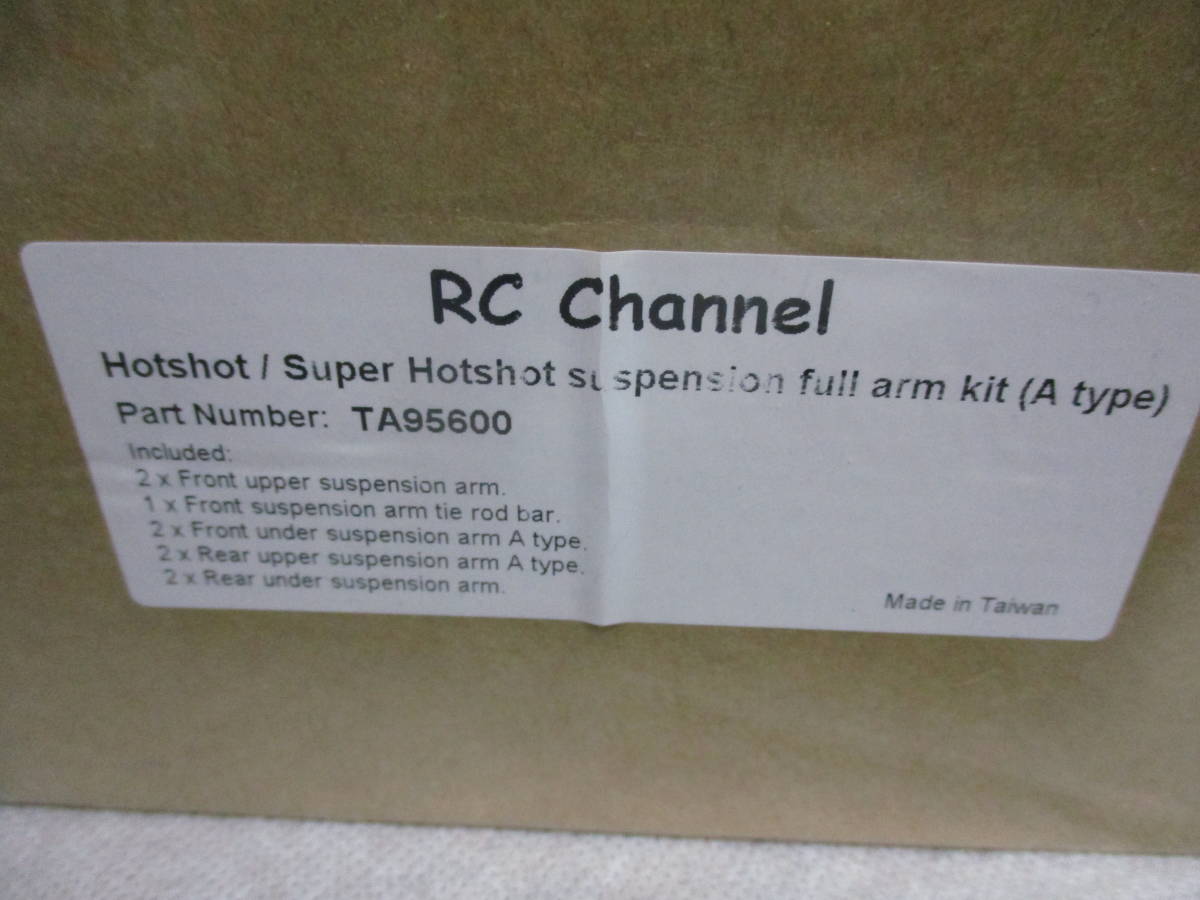 RC Channel
Hotshot / Super Hotshot suspension full arm kit (A type)
Part Number: TA95600
Included:
2 x Front upper suspension arm.
1 x Front suspension arm tie rod bar.
2 x Front under suspension arm A type.
2 x Rear upper suspension arm A type.
2 x Rear under suspension arm.
Made in Taiwan